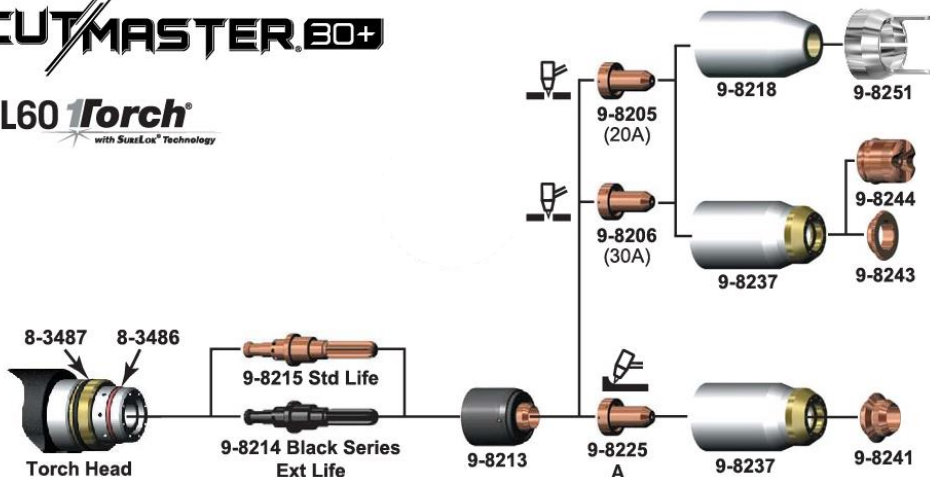 CUTMASTER® 30+
L60 1Torch®
with SureLok® Technology
9-8218
9-8251
9-8205
(20A)
9-8244
9-8206
(30A)
9-8237
9-8243
8-3487
8-3486
9-8215 Std Life
9-8214 Black Series
Ext Life
Torch Head
9-8213
9-8225
A
9-8237
9-8241